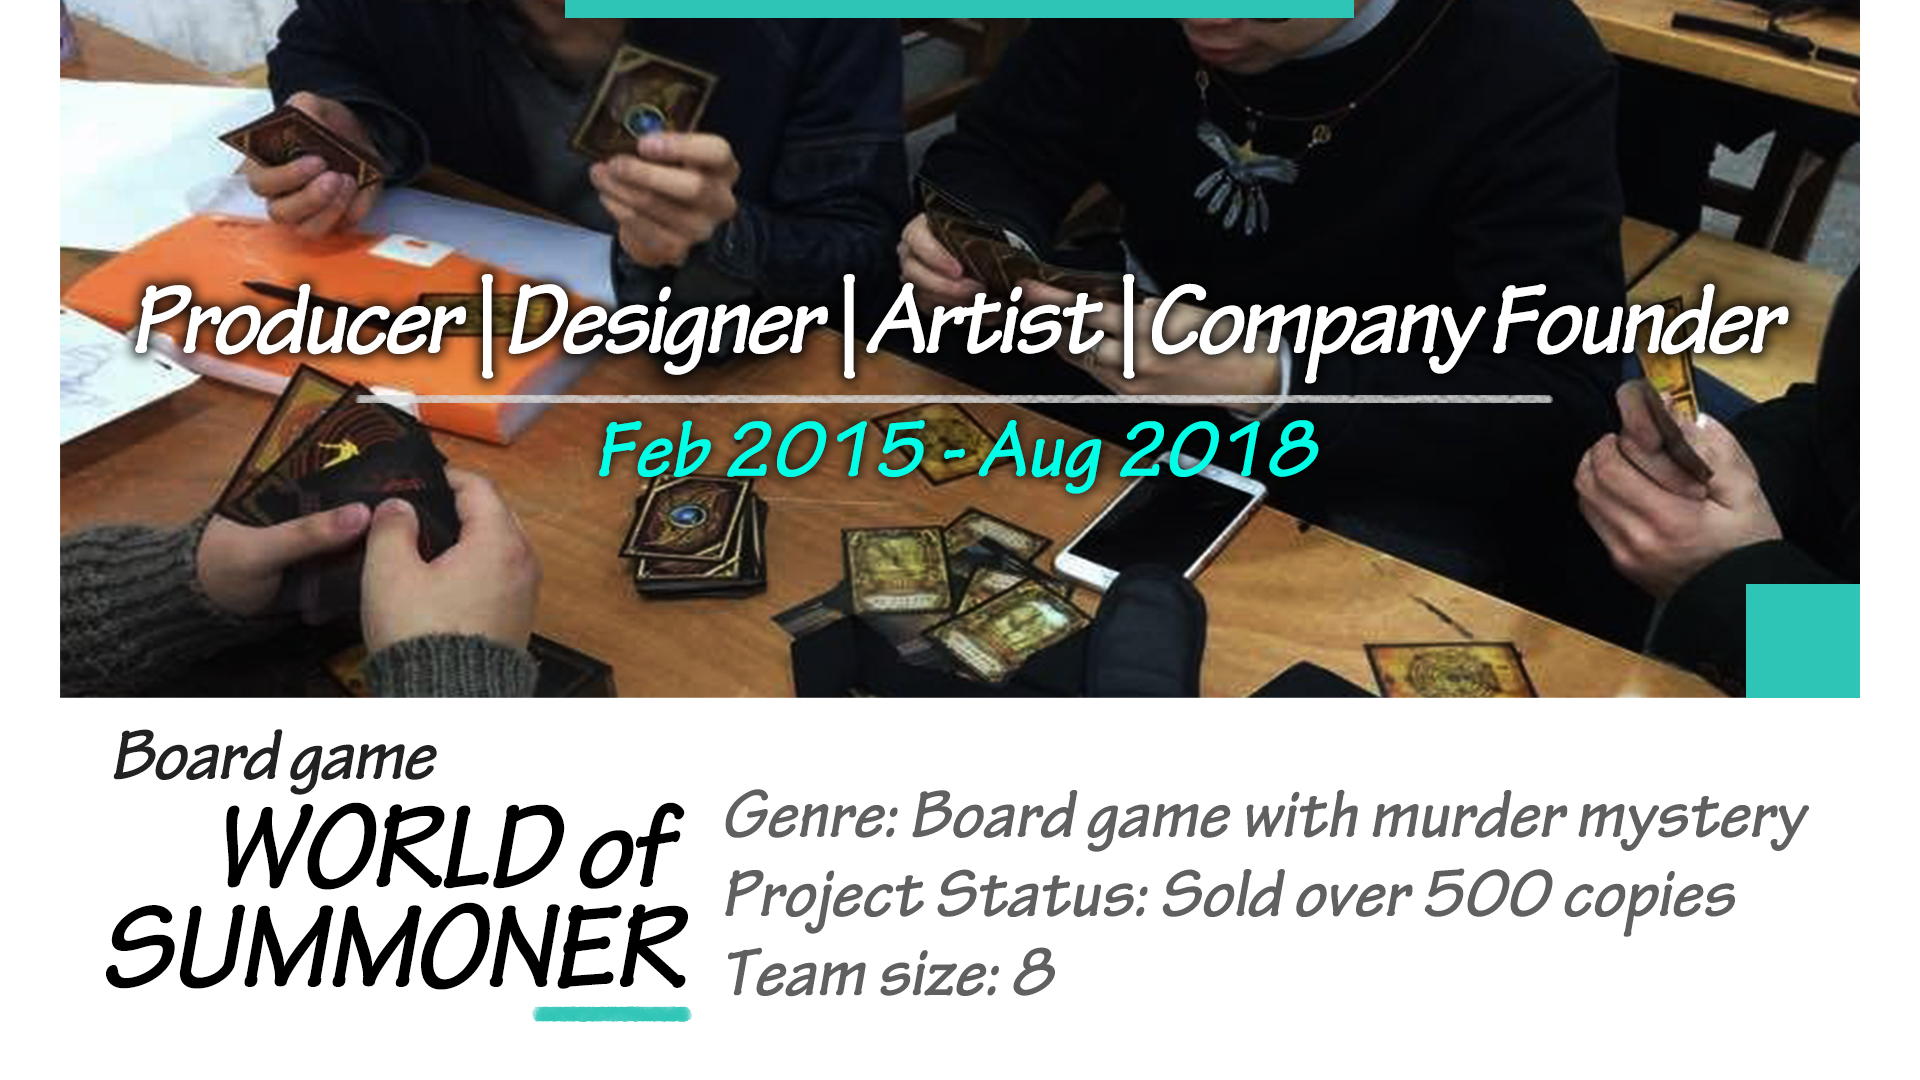 Producer|Designer|Artist|Company Founder
Feb 2015 - Aug 2018
Board game
WORLD of
SUMMONER
Genre: Board game with murder mystery
Project Status: Sold over 500 copies
Team size: 8